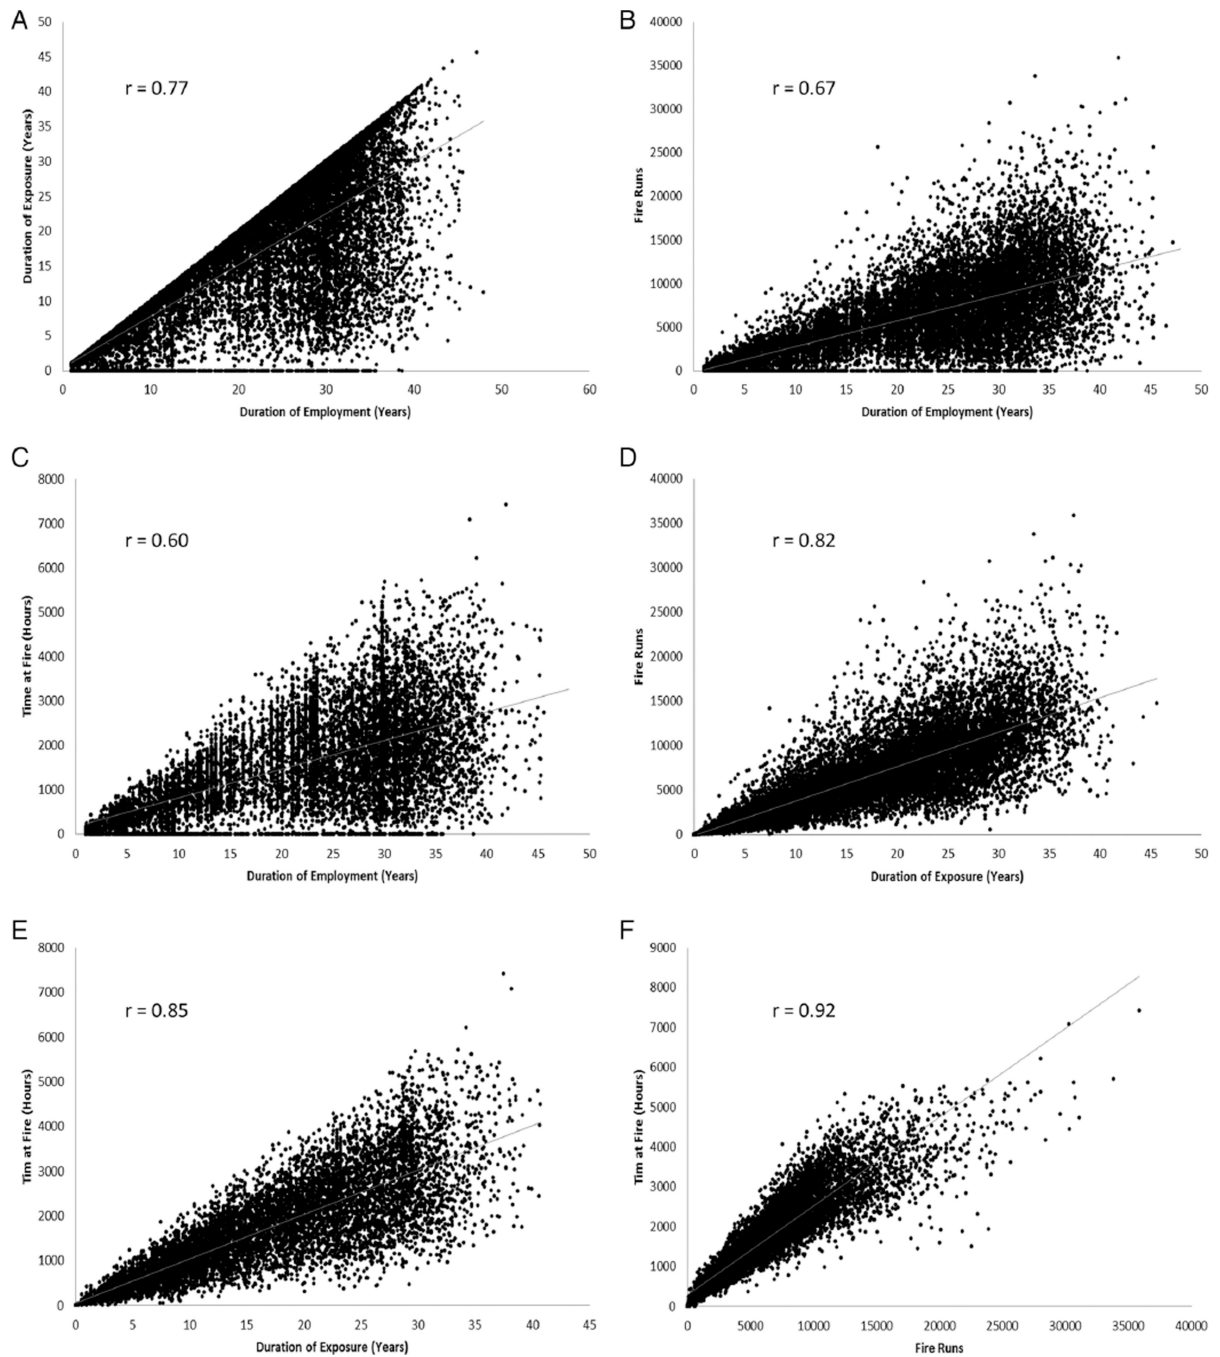 A
50
45
40
35
30
25
20
15
10
5
0
r = 0.77
Duration of Exposure (Years)
0 10 20 30 40 50 60
Duration of Employment (Years)
B
40000
35000
30000
25000
20000
15000
10000
5000
0
r = 0.67
Fire Runs
0 5 10 15 20 25 30 35 40 45 50
Duration of Employment (Years)
C
8000
7000
6000
5000
4000
3000
2000
1000
0
r = 0.60
Time at Fire (Hours)
0 5 10 15 20 25 30 35 40 45 50
Duration of Employment (Years)
D
40000
35000
30000
25000
20000
15000
10000
5000
0
r = 0.82
Fire Runs
0 5 10 15 20 25 30 35 40 45 50
Duration of Exposure (Years)
E
8000
7000
6000
5000
4000
3000
2000
1000
0
r = 0.85
Tim at Fire (Hours)
0 5 10 15 20 25 30 35 40 45
Duration of Exposure (Years)
F
9000
8000
7000
6000
5000
4000
3000
2000
1000
0
r = 0.92
Tim at Fire (Hours)
0 5000 10000 15000 20000 25000 30000 35000 40000
Fire Runs